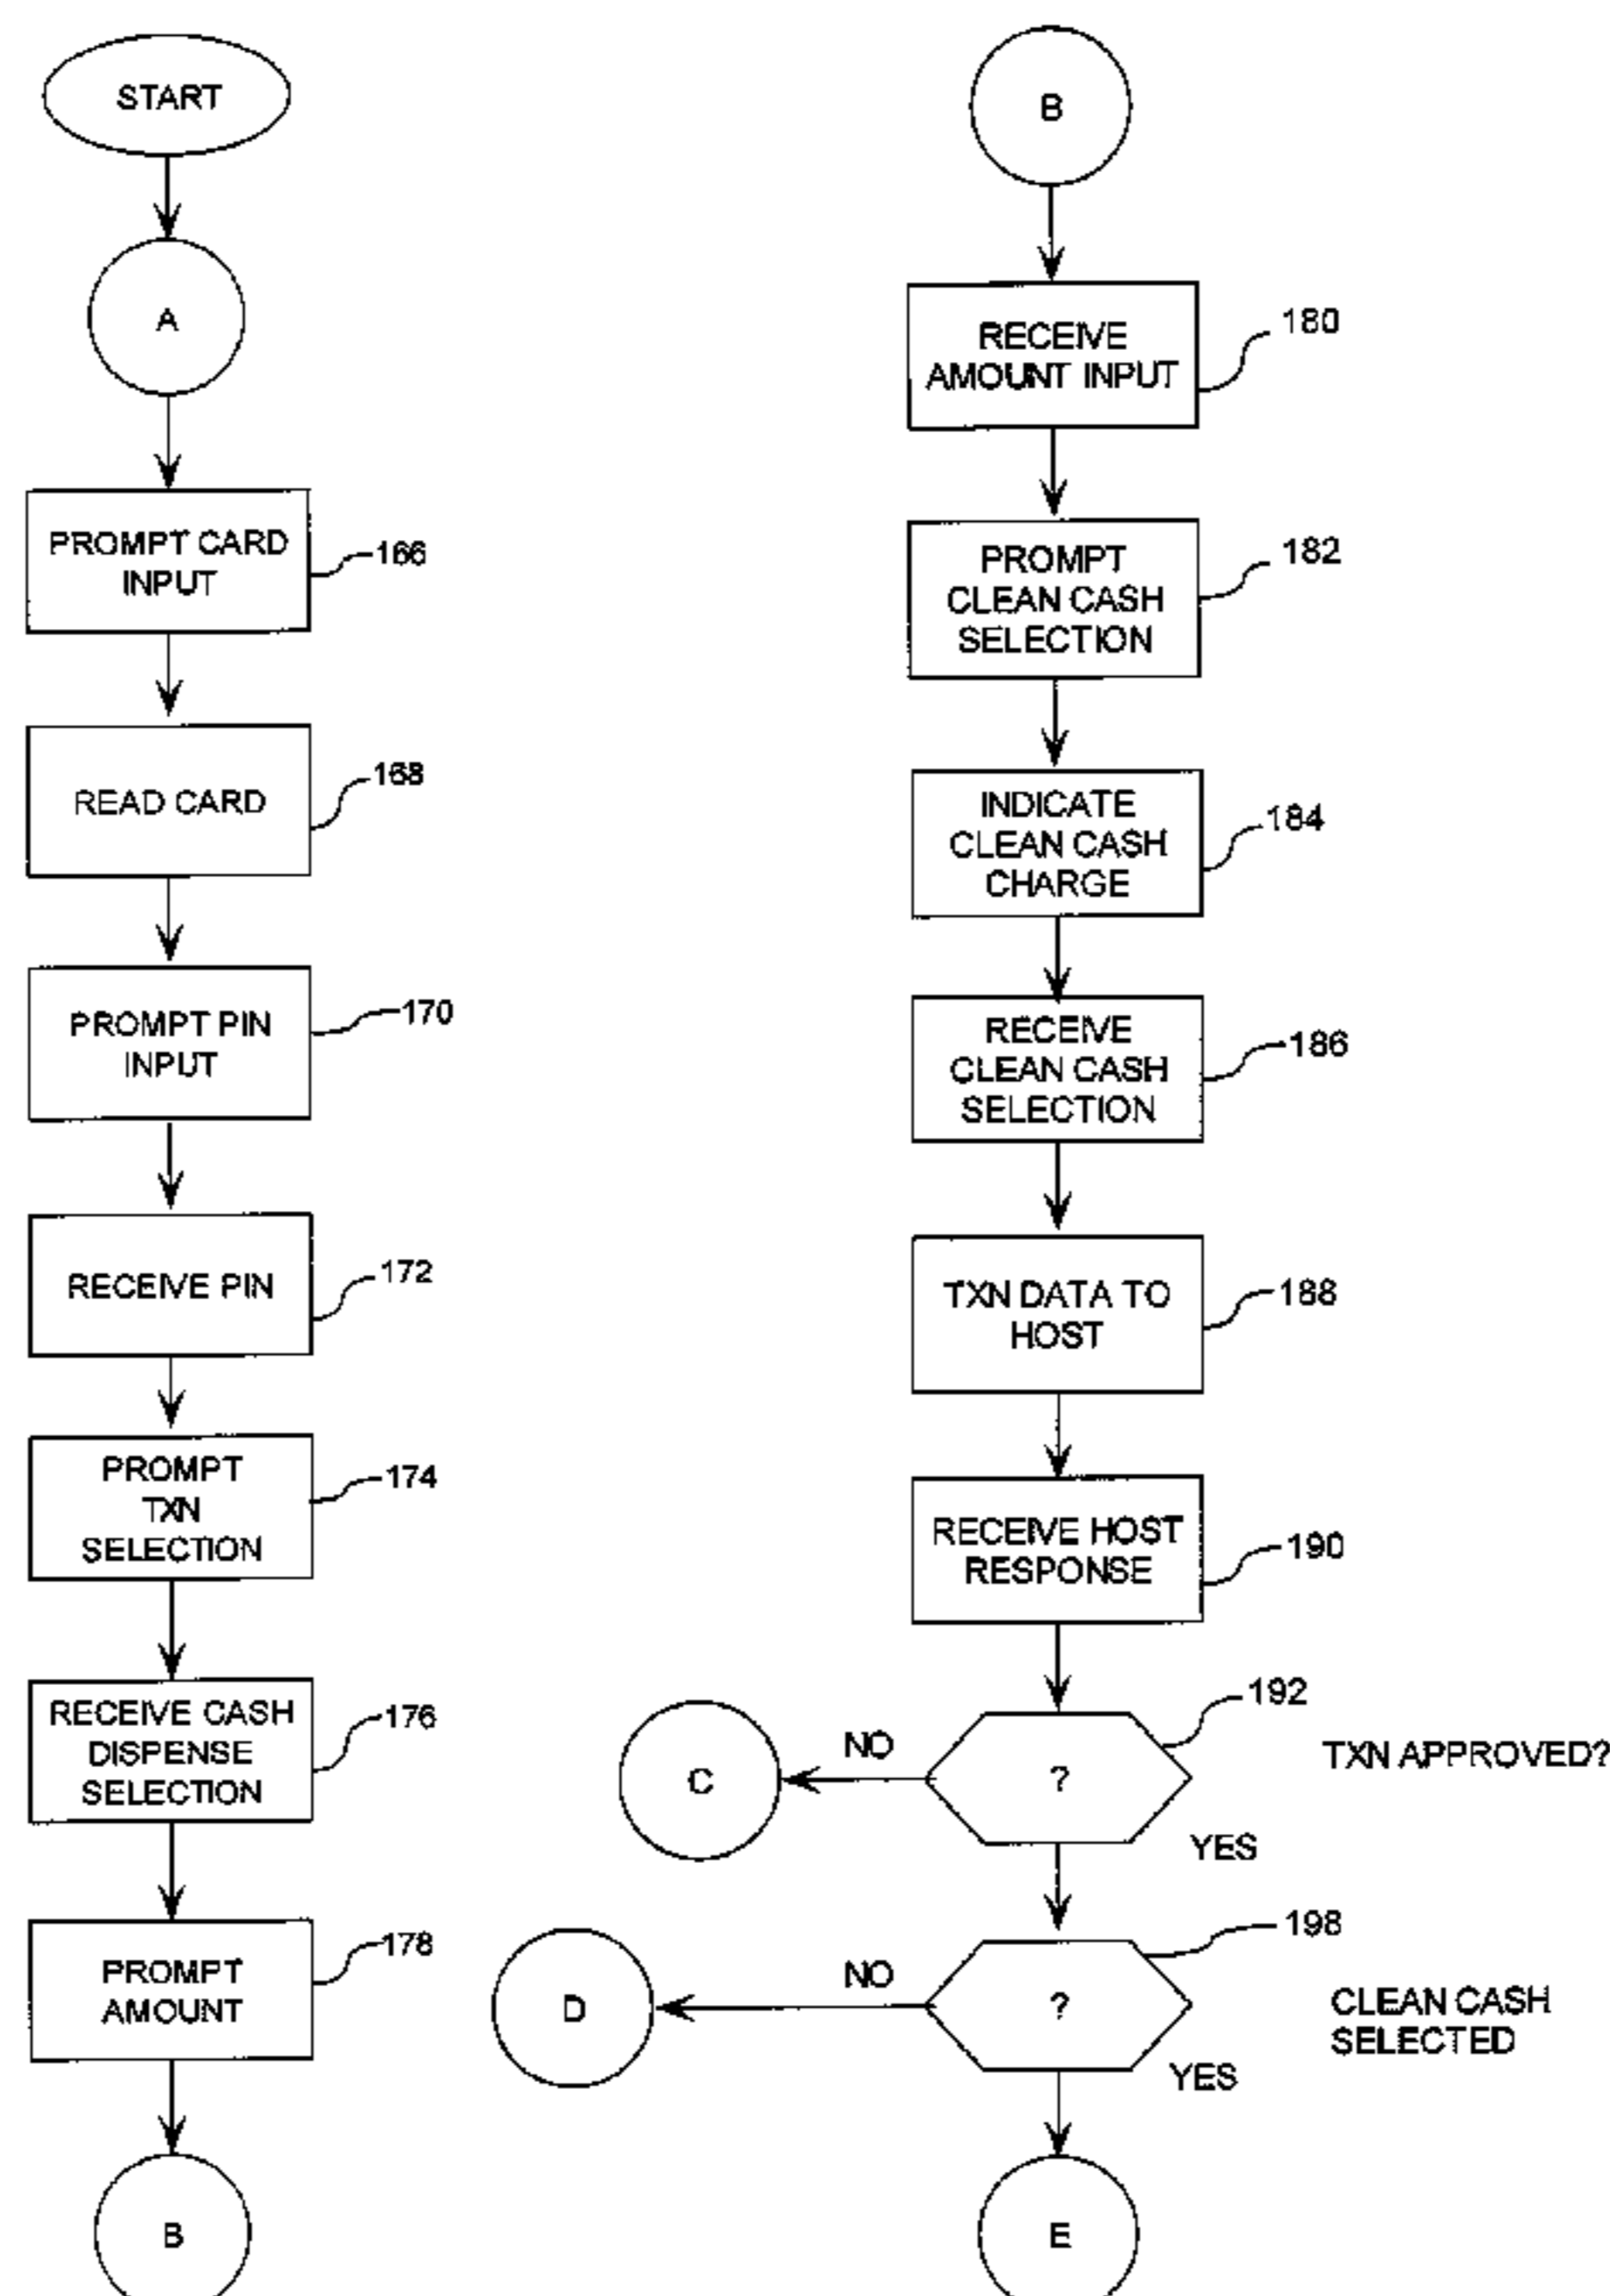 START
A
PROMPT CARD
INPUT
166
READ CARD
168
PROMPT PIN
INPUT
170
RECEIVE PIN
172
PROMPT
TXN
SELECTION
174
RECEIVE CASH
DISPENSE
SELECTION
176
PROMPT
AMOUNT
178
B
B
RECEIVE
AMOUNT INPUT
180
PROMPT
CLEAN CASH
SELECTION
182
INDICATE
CLEAN CASH
CHARGE
184
RECEIVE
CLEAN CASH
SELECTION
186
TXN DATA TO
HOST
188
RECEIVE HOST
RESPONSE
190
192
NO
C
?
TXN APPROVED?
YES
198
NO
D
?
CLEAN CASH
SELECTED
YES
E